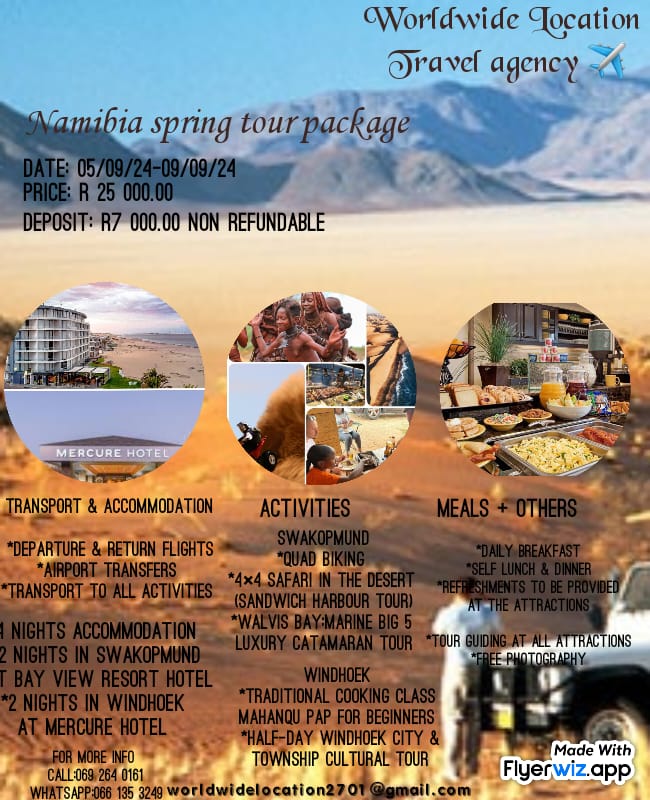 Worldwide Location
Travel agency ✈️
Namibia spring tour package
DATE: 05/09/24-09/09/24
PRICE: R 25 000.00
DEPOSIT: R7 000.00 NON REFUNDABLE
MERCURE HOTEL
TRANSPORT & ACCOMMODATION
*DEPARTURE & RETURN FLIGHTS
*AIRPORT TRANSFERS
*TRANSPORT TO ALL ACTIVITIES
4 NIGHTS ACCOMMODATION
2 NIGHTS IN SWAKOPMUND
T BAY VIEW RESORT HOTEL
*2 NIGHTS IN WINDHOEK
AT MERCURE HOTEL
FOR MORE INFO
CALL:069 264 0161
WHATSAPP:066 135 3249 worldwidelocation2701@gmail.com
ACTIVITIES
SWAKOPMUND
*QUAD BIKING
*4×4 SAFARI IN THE DESERT
(SANDWICH HARBOUR TOUR)
*WALVIS BAY:MARINE BIG 5
LUXURY CATAMARAN TOUR
WINDHOEK
*TRADITIONAL COOKING CLASS
MAHANQU PAP FOR BEGINNERS
*HALF-DAY WINDHOEK CITY &
TOWNSHIP CULTURAL TOUR
MEALS + OTHERS
*DAILY BREAKFAST
*SELF LUNCH & DINNER
*REFRESHMENTS TO BE PROVIDED
AT THE ATTRACTIONS
*TOUR GUIDING AT ALL ATTRACTIONS
*FREE PHOTOGRAPHY
Made With
Flyerwiz.app